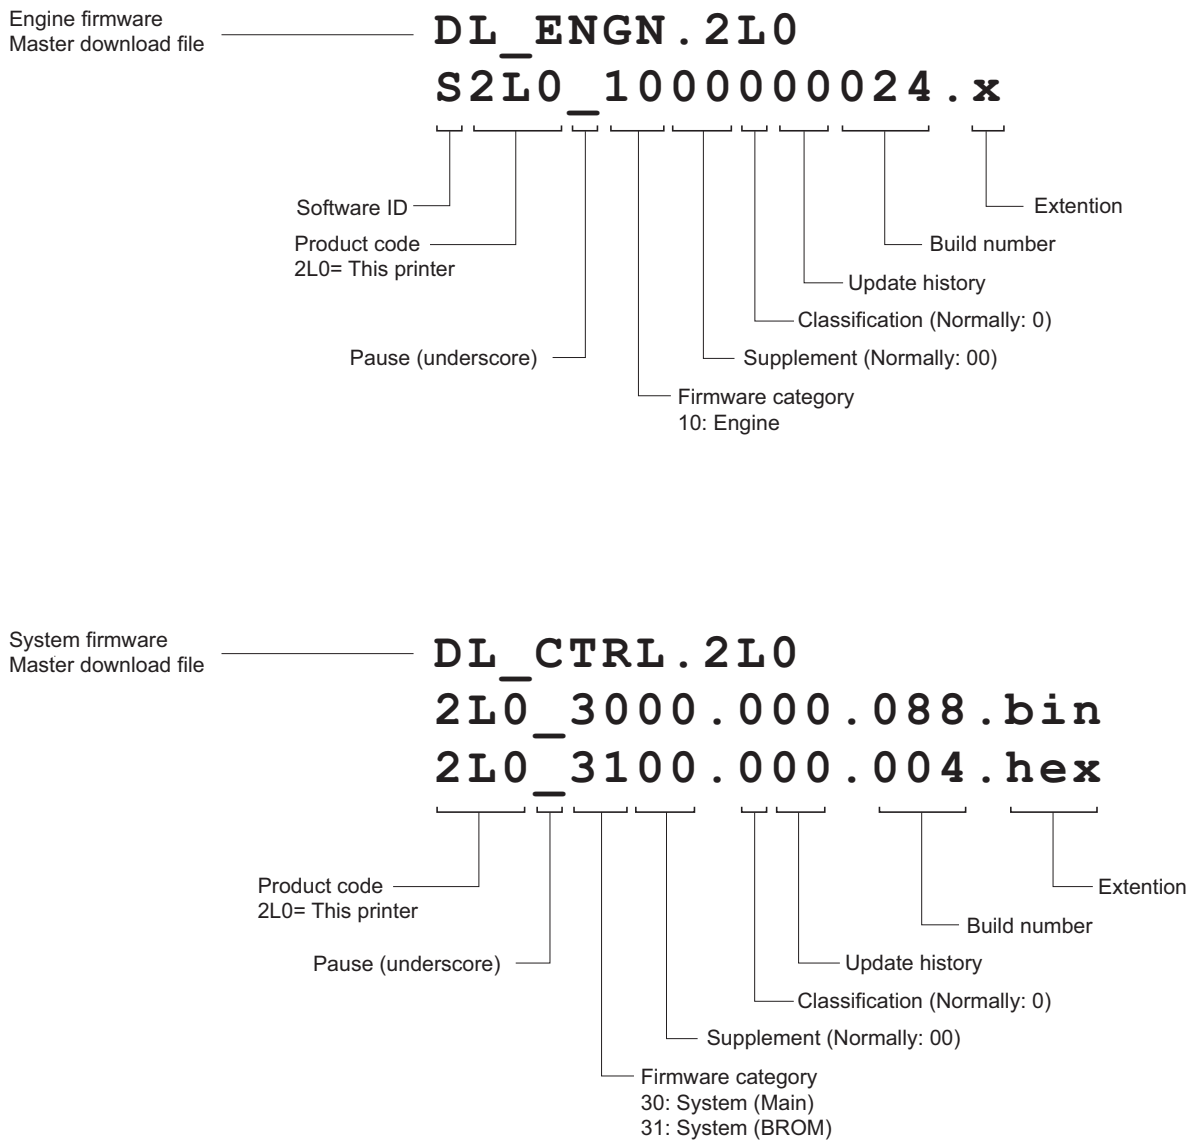 Engine firmware
Master download file
DL_ENGN.2L0
S2L0_1000000024.x
Software ID
Extention
Product code
2L0= This printer
Build number
Update history
Classification (Normally: 0)
Pause (underscore)
Supplement (Normally: 00)
Firmware category
10: Engine
System firmware
Master download file
DL_CTRL.2L0
2L0_3000.000.088.bin
2L0_3100.000.004.hex
Product code
2L0= This printer
Extention
Build number
Pause (underscore)
Update history
Classification (Normally: 0)
Supplement (Normally: 00)
Firmware category
30: System (Main)
31: System (BROM)